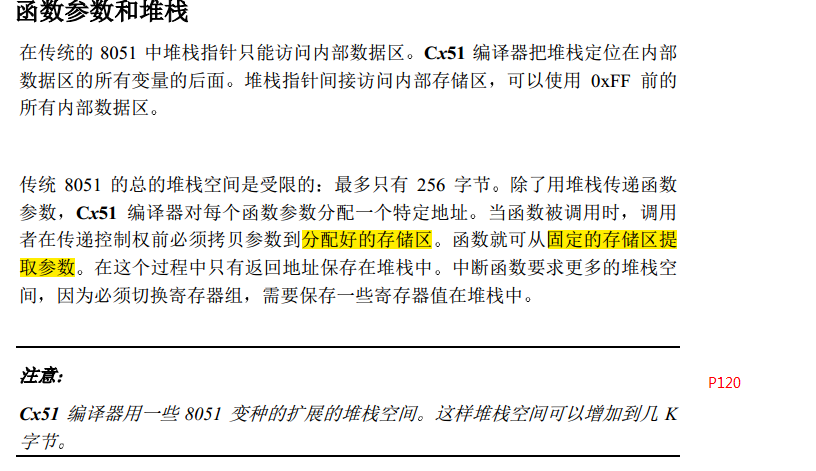 函数参数和堆栈
在传统的 8051 中堆栈指针只能访问内部数据区。Cx51 编译器把堆栈定位在内部
数据区的所有变量的后面。堆栈指针间接访问内部存储区，可以使用 0xFF 前的
所有内部数据区。
传统 8051 的总的堆栈空间是受限的：最多只有 256 字节。除了用堆栈传递函数
参数，Cx51 编译器对每个函数参数分配一个特定地址。当函数被调用时，调用
者在传递控制权前必须拷贝参数到分配好的存储区。函数就可从固定的存储区提
取参数。在这个过程中只有返回地址保存在堆栈中。中断函数要求更多的堆栈空
间，因为必须切换寄存器组，需要保存一些寄存器值在堆栈中。
注意:
P120
Cx51 编译器用一些 8051 变种的扩展的堆栈空间。这样堆栈空间可以增加到几 K
字节。